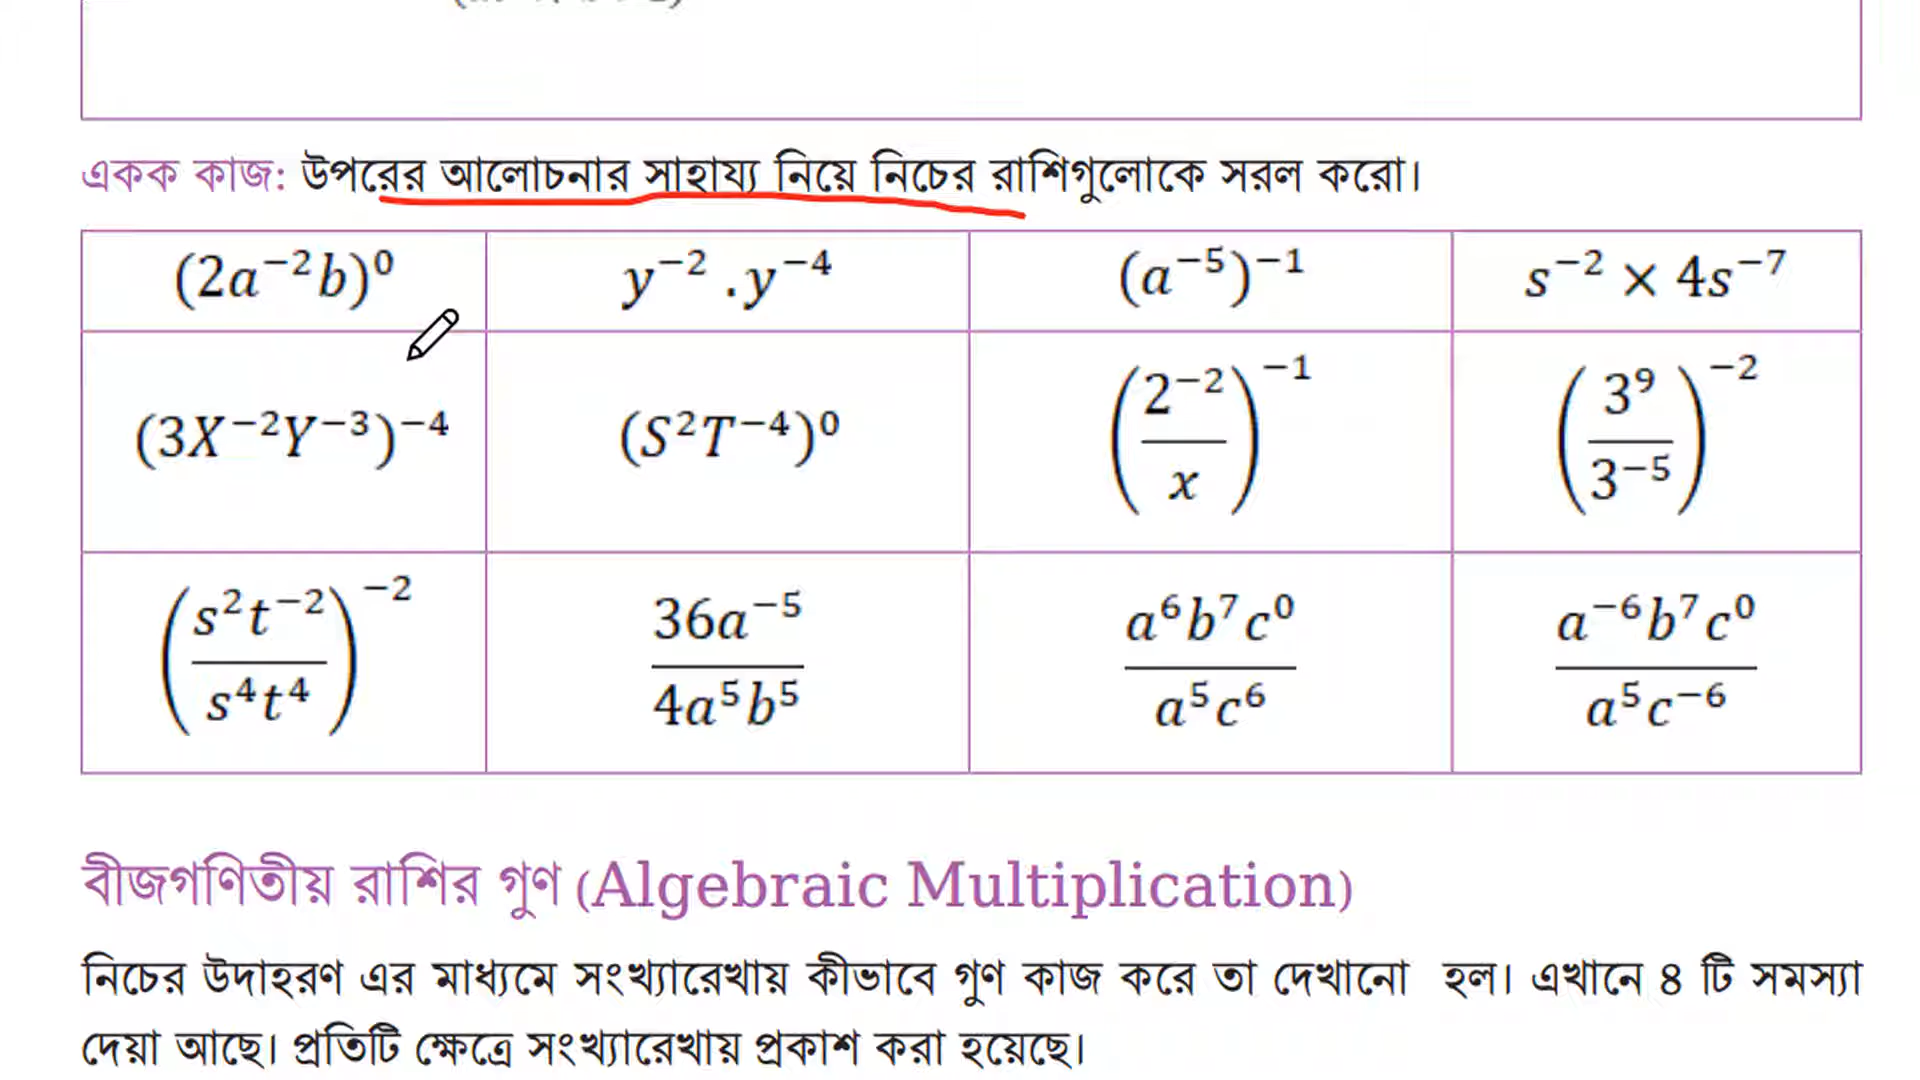 একক কাজ: উপরের আলোচনার সাহায্য নিয়ে নিচের রাশিগুলোকে সরল করো।
(2a⁻²b)⁰ y⁻² .y⁻⁴ (a⁻⁵)⁻¹ s⁻² × 4s⁻⁷
(3X⁻²Y⁻³)⁻⁴ (S²T⁻⁴)⁰ (2⁻²/x)⁻¹ (3⁹/3⁻⁵)⁻²
(s²t⁻²/s⁴t⁴)⁻² 36a⁻⁵/4a⁵b⁵ a⁶b⁷c⁰/a⁵c⁶ a⁻⁶b⁷c⁰/a⁵c⁻⁶
বীজগণিতীয় রাশির গুণ (Algebraic Multiplication)
নিচের উদাহরণ এর মাধ্যমে সংখ্যারেখায় কীভাবে গুণ কাজ করে তা দেখানো হল। এখানে ৪ টি সমস্যা
দেয়া আছে। প্রতিটি ক্ষেত্রে সংখ্যারেখায় প্রকাশ করা হয়েছে।